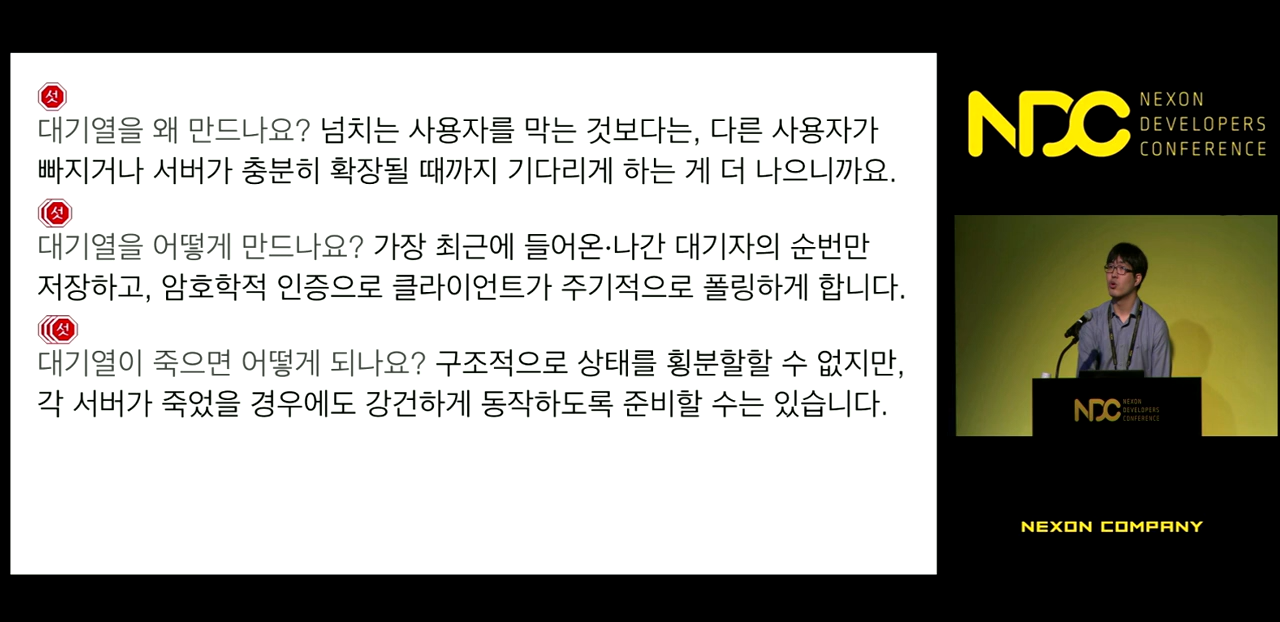 섯
대기열을 왜 만드나요? 넘치는 사용자를 막는 것보다는, 다른 사용자가
빠지거나 서버가 충분히 확장될 때까지 기다리게 하는 게 더 나으니까요.
섯
대기열을 어떻게 만드나요? 가장 최근에 들어온·나간 대기자의 순번만
저장하고, 암호학적 인증으로 클라이언트가 주기적으로 폴링하게 합니다.
섯
대기열이 죽으면 어떻게 되나요? 구조적으로 상태를 횡분할할 수 없지만,
각 서버가 죽었을 경우에도 강건하게 동작하도록 준비할 수는 있습니다.
NDC
NEXON
DEVELOPERS
CONFERENCE
NDC
NEXON
DEVELOPERS
CONFERENCE
NEXON COMPANY